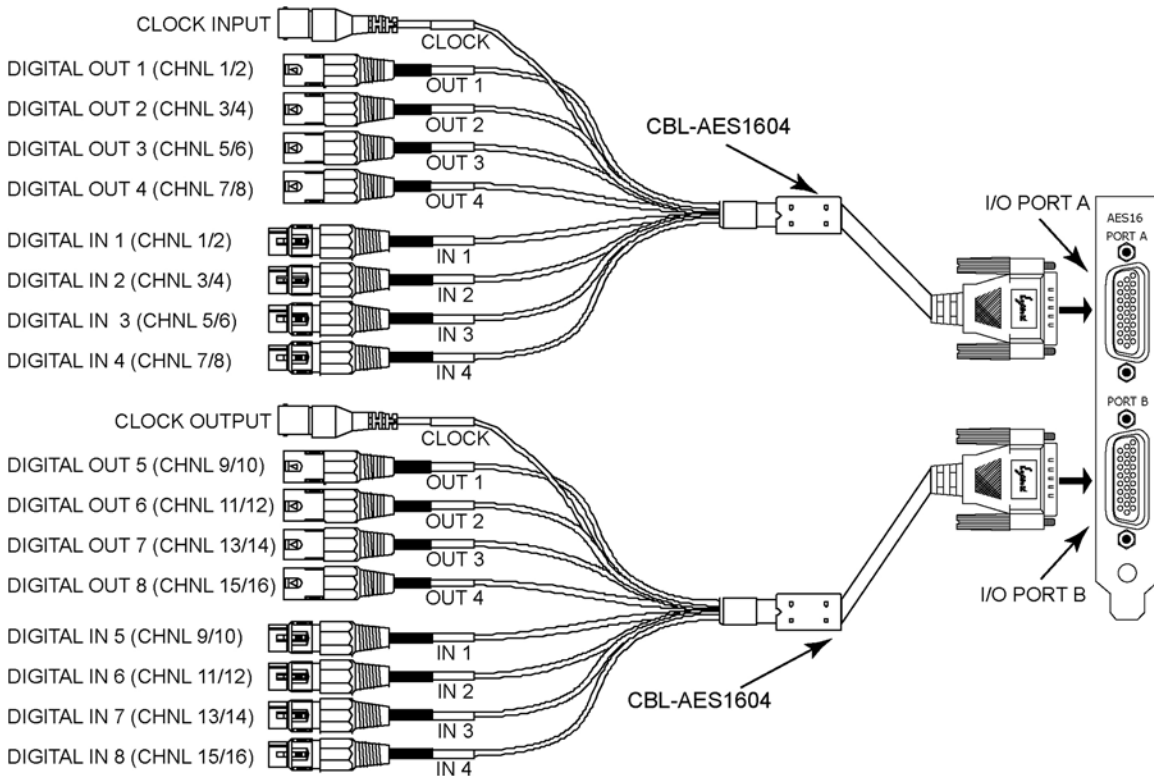 CLOCK INPUT
CLOCK
DIGITAL OUT 1 (CHNL 1/2)
OUT 1
DIGITAL OUT 2 (CHNL 3/4)
OUT 2
DIGITAL OUT 3 (CHNL 5/6)
OUT 3
DIGITAL OUT 4 (CHNL 7/8)
OUT 4
DIGITAL IN 1 (CHNL 1/2)
IN 1
DIGITAL IN 2 (CHNL 3/4)
IN 2
DIGITAL IN 3 (CHNL 5/6)
IN 3
DIGITAL IN 4 (CHNL 7/8)
IN 4
CBL-AES1604
I/O PORT A
AES16
PORT A
Lynx
CLOCK OUTPUT
CLOCK
DIGITAL OUT 5 (CHNL 9/10)
OUT 1
DIGITAL OUT 6 (CHNL 11/12)
OUT 2
DIGITAL OUT 7 (CHNL 13/14)
OUT 3
DIGITAL OUT 8 (CHNL 15/16)
OUT 4
DIGITAL IN 5 (CHNL 9/10)
IN 1
DIGITAL IN 6 (CHNL 11/12)
IN 2
DIGITAL IN 7 (CHNL 13/14)
IN 3
DIGITAL IN 8 (CHNL 15/16)
IN 4
CBL-AES1604
PORT B
Lynx
I/O PORT B